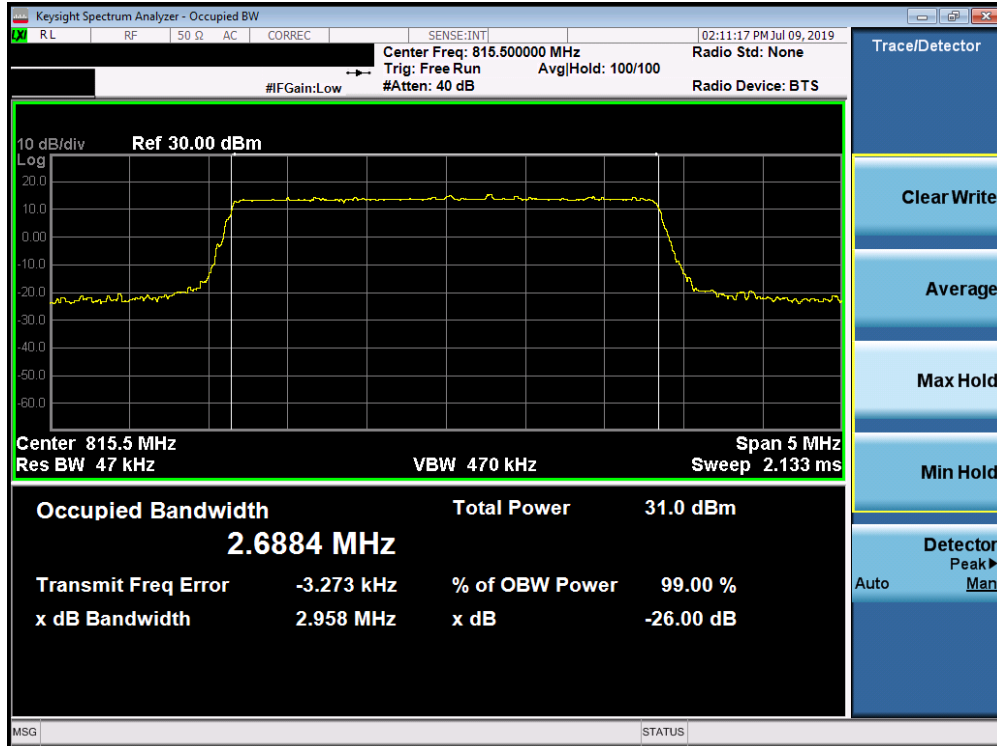 Keysight Spectrum Analyzer - Occupied BW
LXI RL RF 50 Ω AC CORREC SENSE:INT 02:11:17 PM Jul 09, 2019
Center Freq: 815.500000 MHz Radio Std: None
Trig: Free Run Avg|Hold: 100/100
#IFGain:Low #Atten: 40 dB Radio Device: BTS
Trace/Detector
10 dB/div Ref 30.00 dBm
Log
20.0
10.0
0.00
-10.0
-20.0
-30.0
-40.0
-50.0
-60.0
Center 815.5 MHz Span 5 MHz
Res BW 47 kHz VBW 470 kHz Sweep 2.133 ms
Occupied Bandwidth Total Power 31.0 dBm
2.6884 MHz
Transmit Freq Error -3.273 kHz % of OBW Power 99.00 %
x dB Bandwidth 2.958 MHz x dB -26.00 dB
Clear Write
Average
Max Hold
Min Hold
Detector
Peak▶
Auto Man
MSG STATUS